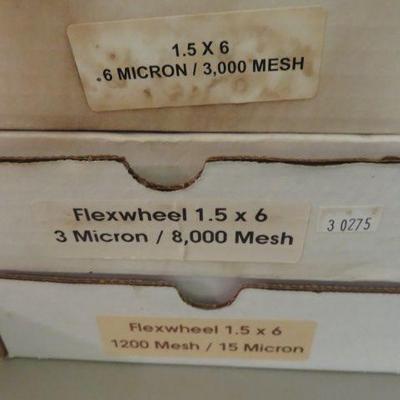 1.5 X 6
.6 MICRON / 3,000 MESH
Flexwheel 1.5 x 6
3 Micron / 8,000 Mesh
3 0275
Flexwheel 1.5 x 6
1200 Mesh / 15 Micron